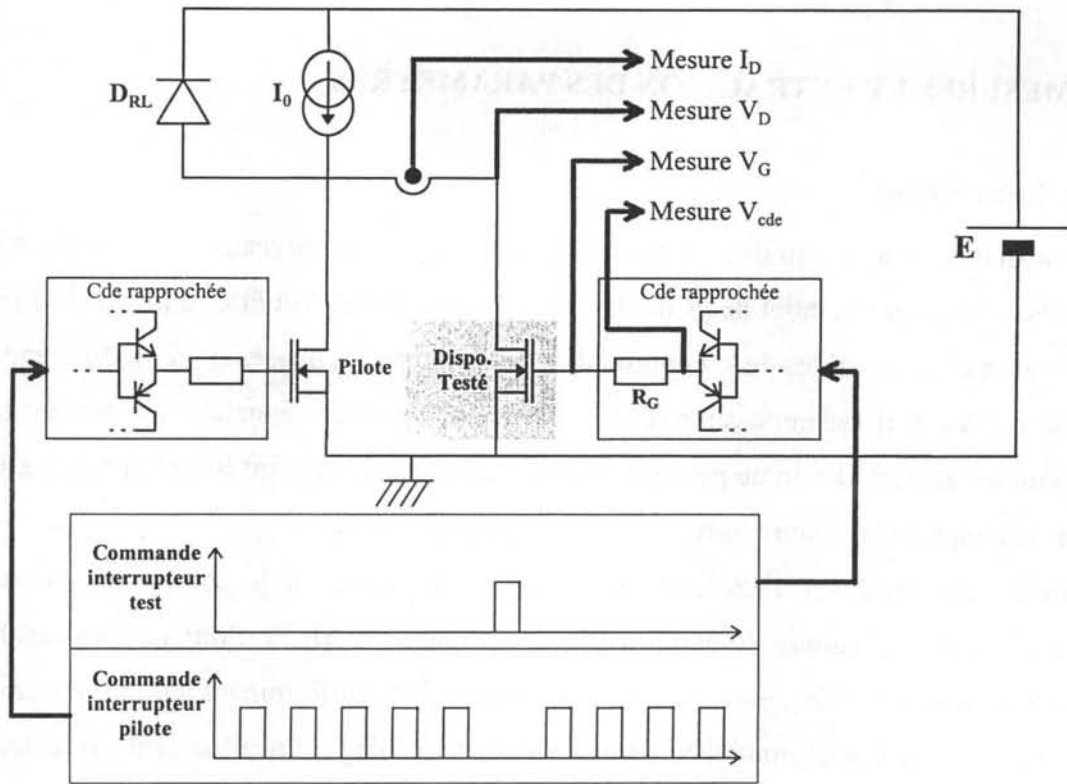 Mesure I_D
D_RL
I_0
Mesure V_D
Mesure V_G
Mesure V_cde
E
Cde rapprochée
Cde rapprochée
Pilote
Dispo.
Testé
R_G
Commande
interrupteur
test
Commande
interrupteur
pilote